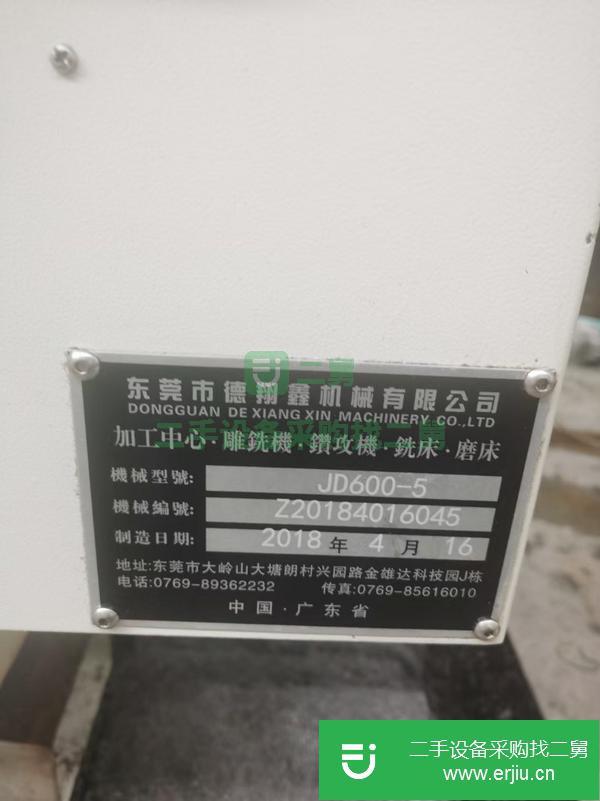 二舅
东莞市德翔鑫机械有限公司
DONGGUAN DE XIANG XIN MACHINERY CO.,LTD
二手设备采购找二舅
加工中心·雕銑機·鑽攻機·銑床·磨床
機械型號: JD600-5
機械編號: Z20184016045
制造日期: 2018 年 4 月 16
地址:东莞市大岭山大塘朗村兴园路金雄达科技园J栋
电话:0769-89362232 传真:0769-85616010
中国·广东省
二手设备采购找二舅
www.erjiu.cn